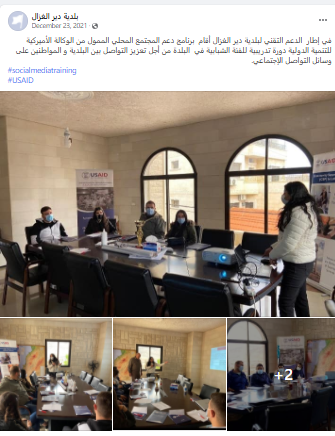 بلدية دير الغزال
December 23, 2021
في إطار الدعم التقني لبلدية دير الغزال أقام برنامج دعم المجتمع المحلي الممول من الوكالة الأميركية
للتنمية الدولية دورة تدريبية للفئة الشبابية في البلدة من أجل تعزيز التواصل بين البلدية و المواطنين على
وسائل التواصل الإجتماعي.
#socialmediatraining
#USAID
USAID
+2